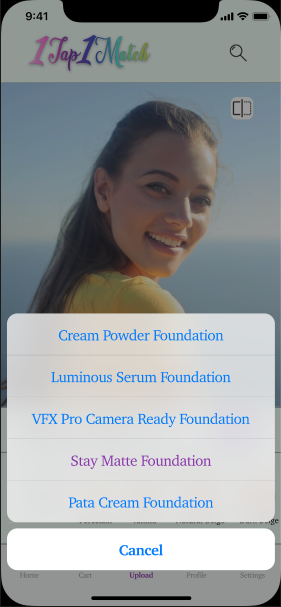 9:41
1Tap1Match
Cream Powder Foundation
Luminous Serum Foundation
VFX Pro Camera Ready Foundation
Stay Matte Foundation
Pata Cream Foundation
Cancel
Home Cart Upload Profile Settings